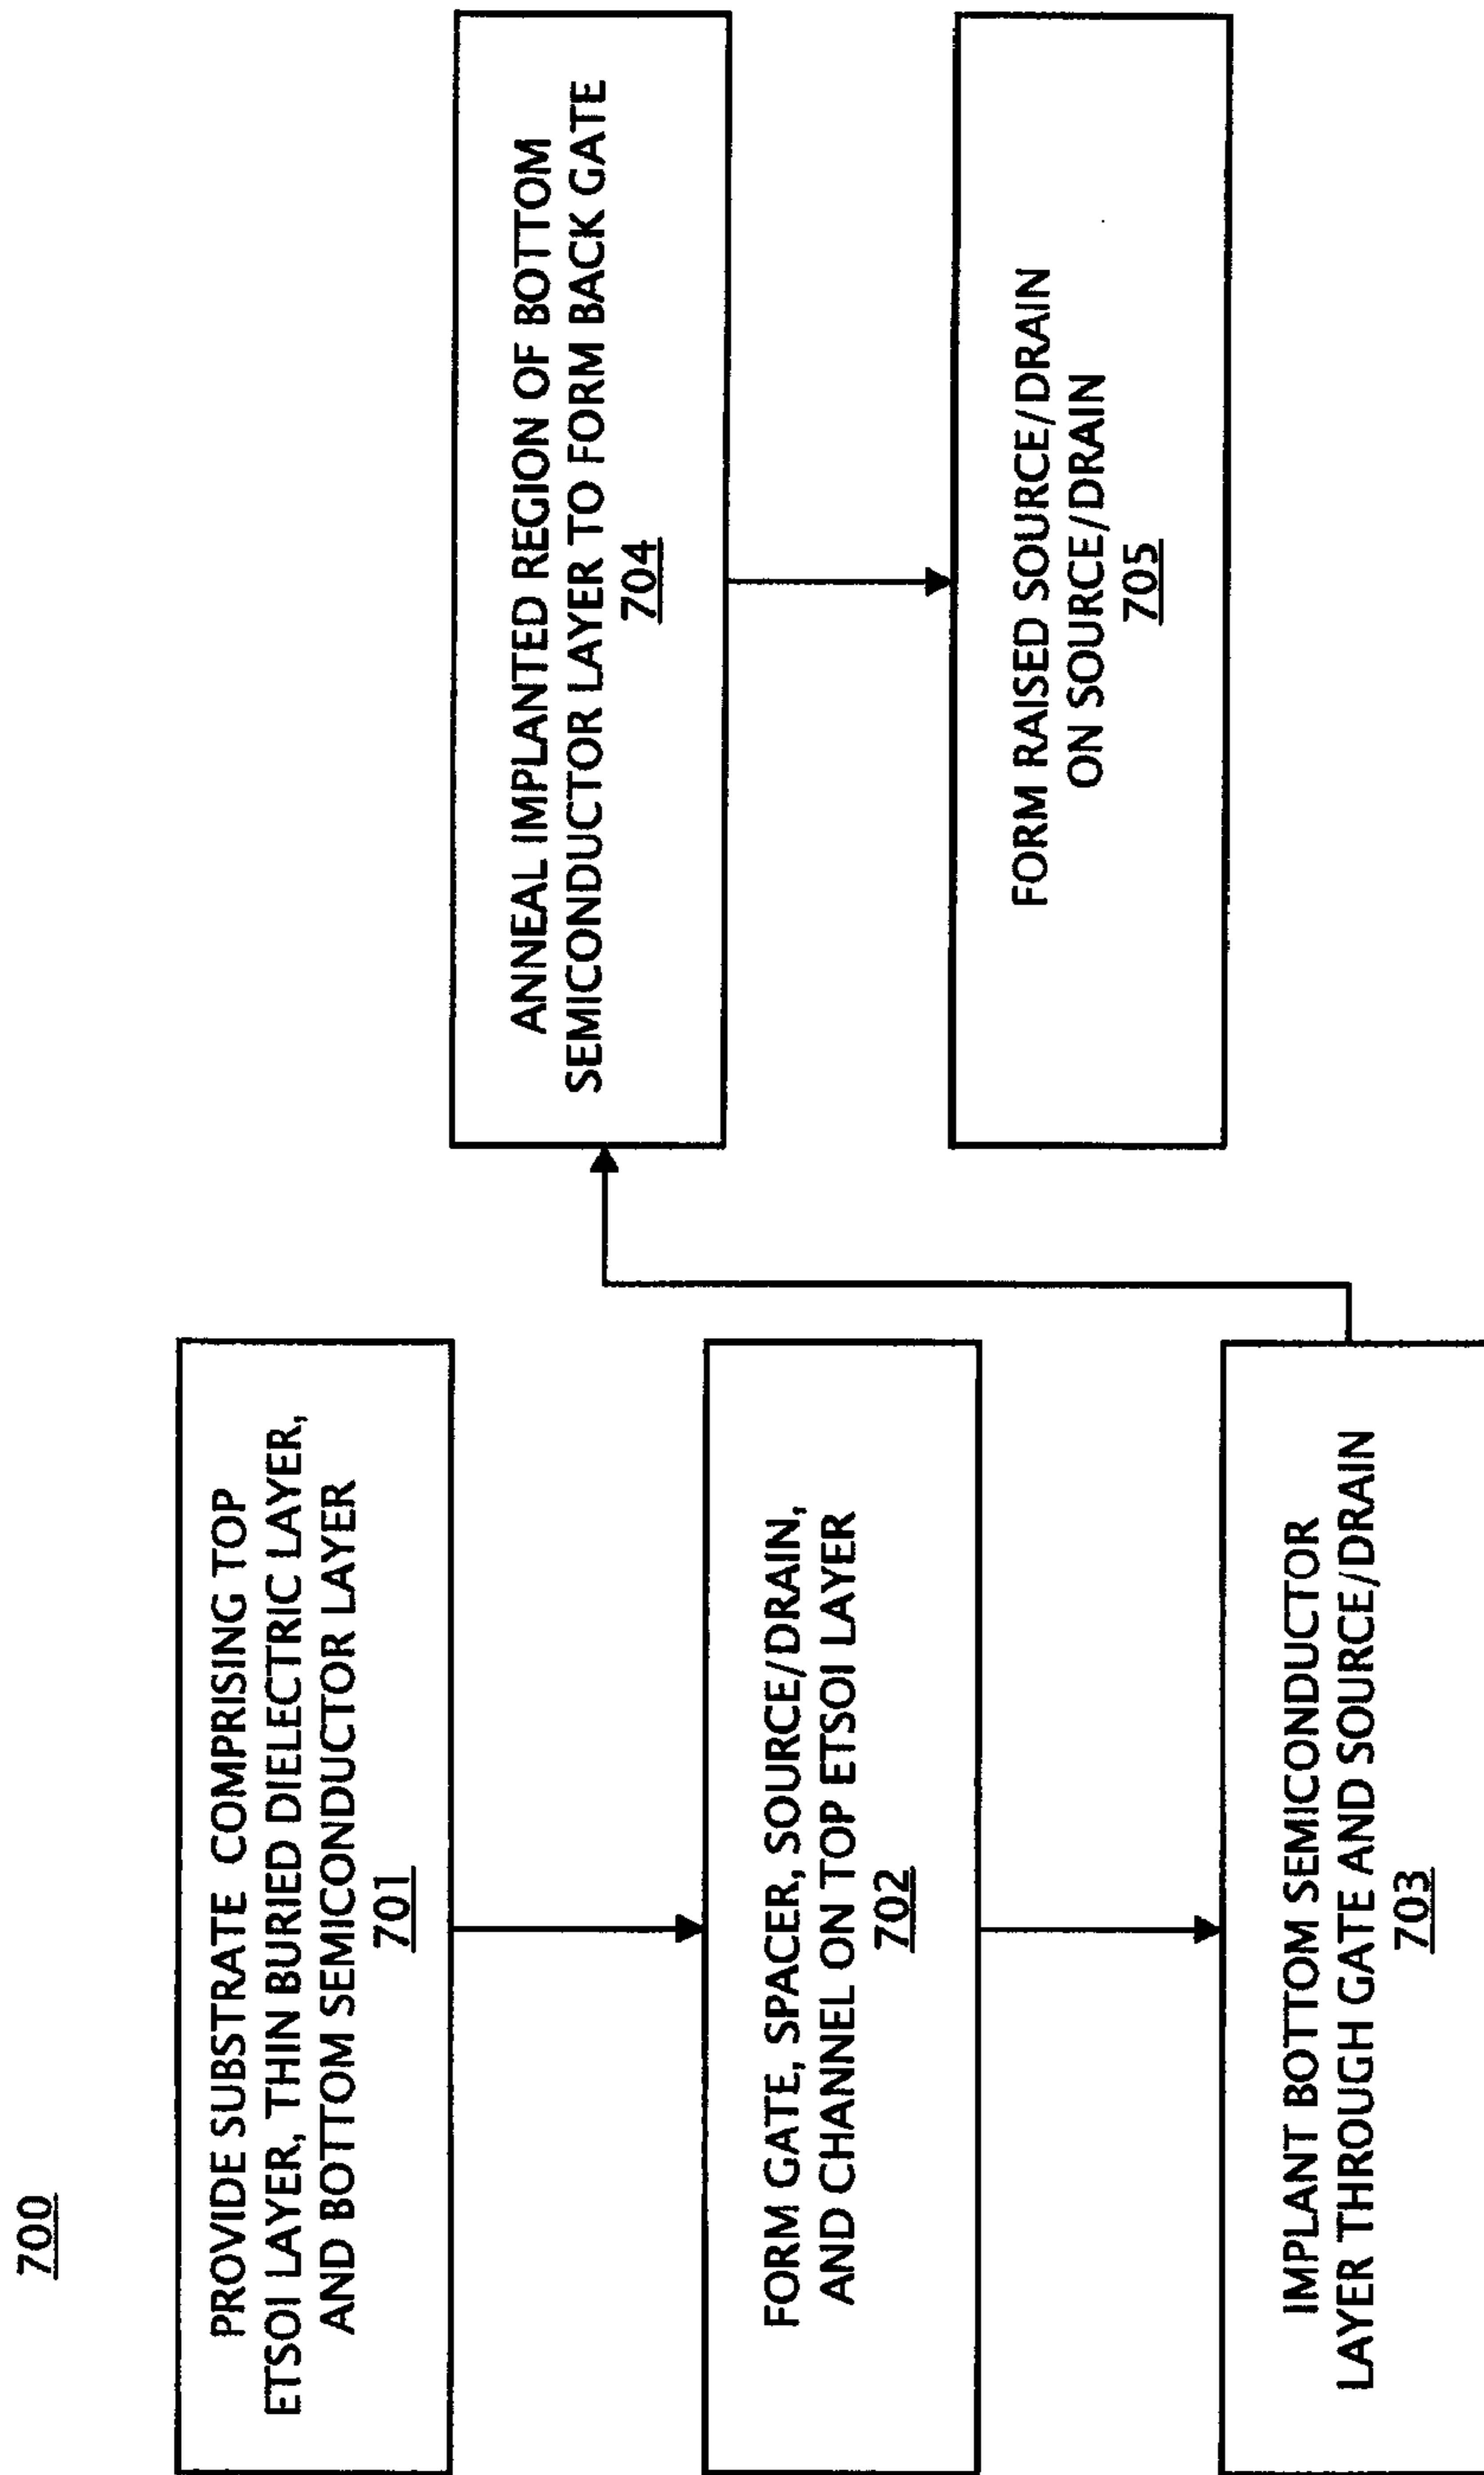 700
PROVIDE SUBSTRATE COMPRISING TOP
ETSOI LAYER, THIN BURIED DIELECTRIC LAYER,
AND BOTTOM SEMICONDUCTOR LAYER
701
FORM GATE, SPACER, SOURCE/DRAIN,
AND CHANNEL ON TOP ETSOI LAYER
702
IMPLANT BOTTOM SEMICONDUCTOR
LAYER THROUGH GATE AND SOURCE/DRAIN
703
ANNEAL IMPLANTED REGION OF BOTTOM
SEMICONDUCTOR LAYER TO FORM BACK GATE
704
FORM RAISED SOURCE/DRAIN
ON SOURCE/DRAIN
705